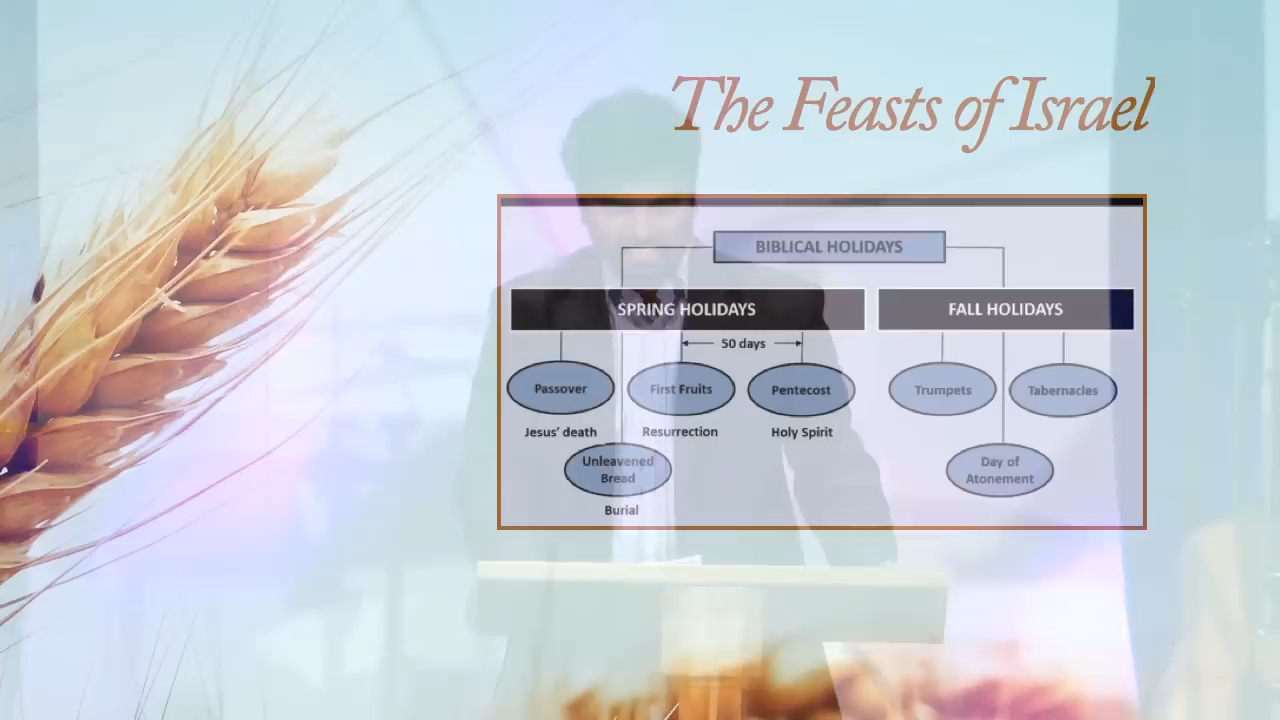 The Feasts of Israel
BIBLICAL HOLIDAYS
SPRING HOLIDAYS
FALL HOLIDAYS
50 days
Passover
First Fruits
Pentecost
Trumpets
Tabernacles
Jesus' death
Resurrection
Holy Spirit
Unleavened
Bread
Day of
Atonement
Burial